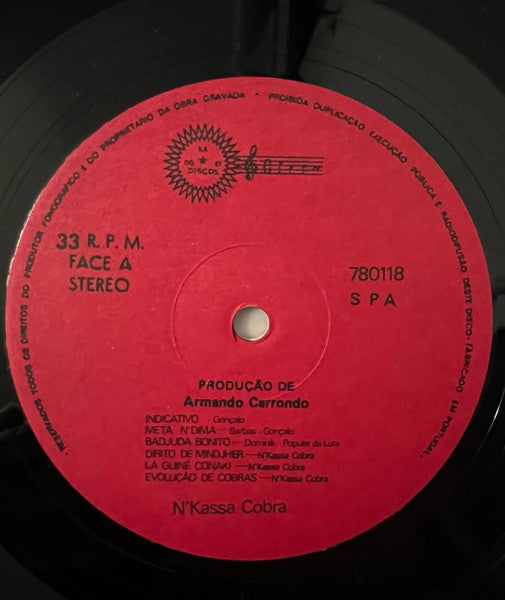 RESERVADOS TODOS OS DIREITOS DO PRODUTOR FONOGRÁFICO E DO PROPRIETÁRIO DA OBRA GRAVADA - PROIBIDA DUPLICAÇÃO, EXECUÇÃO PÚBLICA E RADIODIFUSÃO DESTE DISCO - FABRICADO EM PORTUGAL
LA
DO SI
DISCOS
33 R. P. M.
FACE A
STEREO
780118
S P A
PRODUÇÃO DE
Armando Carrondo
INDICATIVO — Gonçalo
META N'DIMA — Barbas - Gonçalo
BADJUDA BONITO — Dominik - Popular da Luta
DIRITO DE MINDJHER — N'Kassa Cobra
LA GUINÉ CONAKI — N'Kassa Cobra
EVOLUÇÃO DE COBRAS — N'Kassa Cobra
N'Kassa Cobra